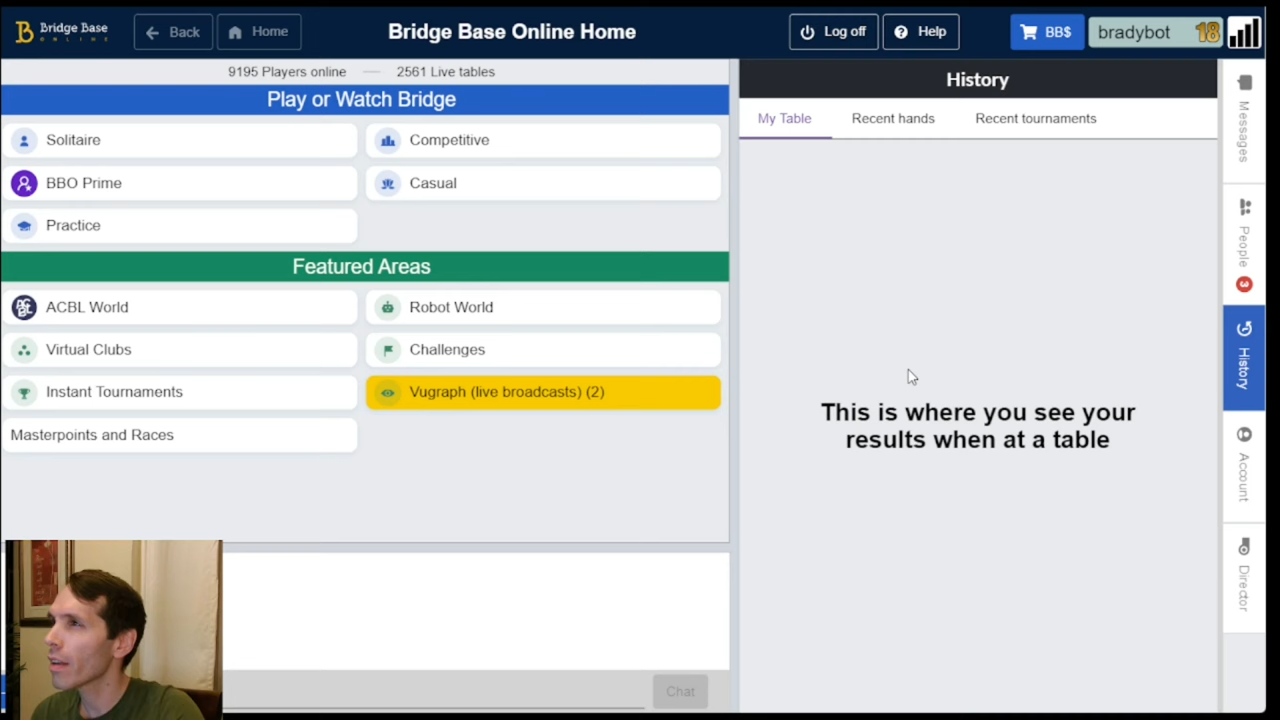 Bridge Base
ONLINE
Back
Home
Bridge Base Online Home
Log off
Help
BB$
bradybot
18
9195 Players online — 2561 Live tables
Play or Watch Bridge
Solitaire
Competitive
BBO Prime
Casual
Practice
Featured Areas
ACBL World
Robot World
Virtual Clubs
Challenges
Instant Tournaments
Vugraph (live broadcasts) (2)
Masterpoints and Races
Chat
History
My Table
Recent hands
Recent tournaments
This is where you see your
results when at a table
Messages
People
3
History
Account
Director